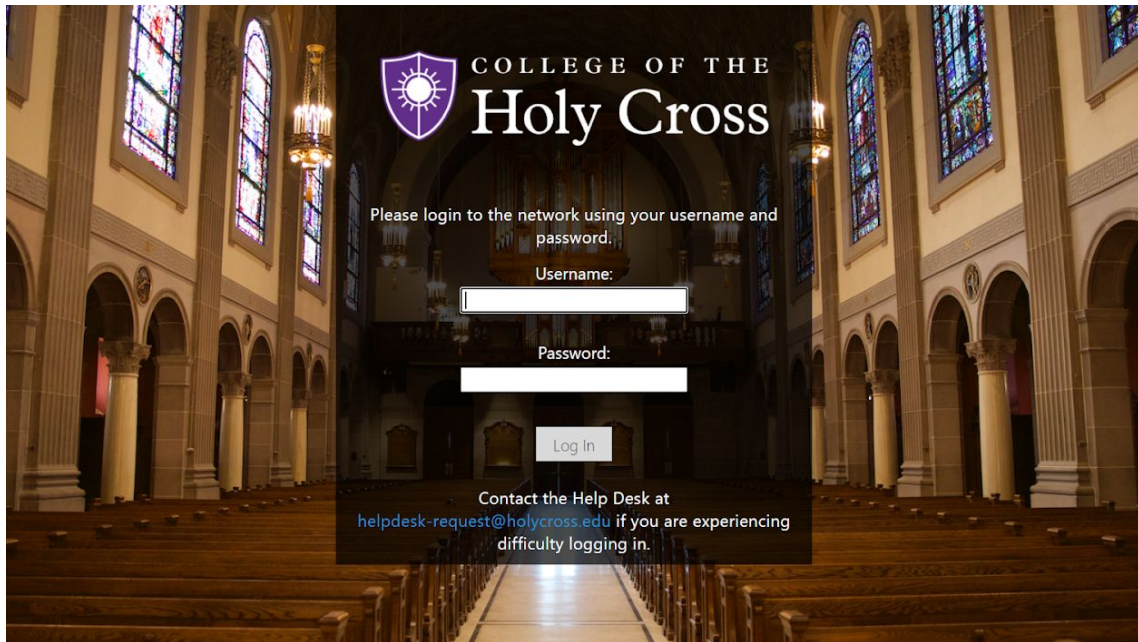 COLLEGE OF THE
Holy Cross
Please login to the network using your username and
password.
Username:
Password:
Log In
Contact the Help Desk at
helpdesk-request@holycross.edu if you are experiencing
difficulty logging in.